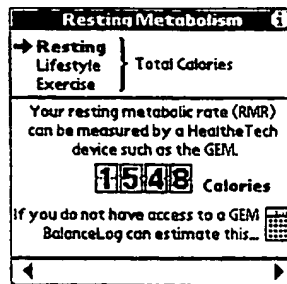 Resting Metabolism i
Resting
Lifestyle
Exercise
Total Calories
Your resting metabolic rate (RMR)
can be measured by a HealtheTech
device such as the GEM.
1548 Calories
If you do not have access to a GEM
BalanceLog can estimate this...